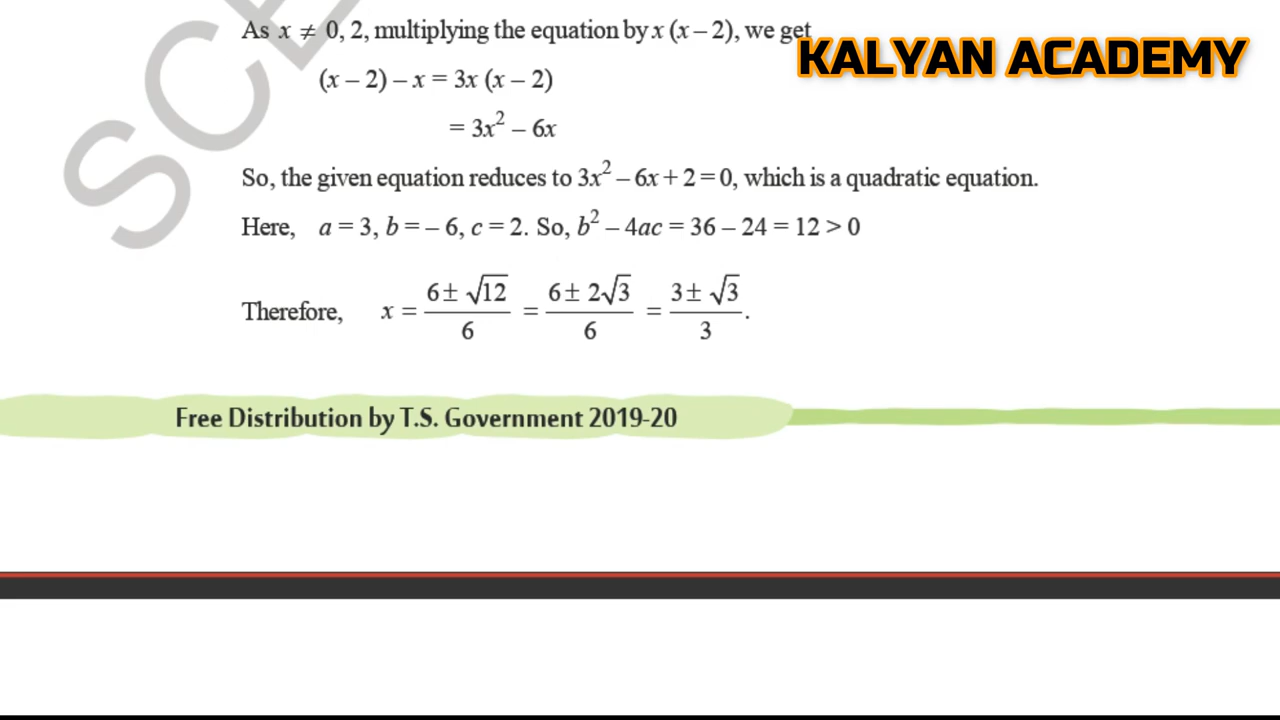 As x ≠ 0, 2, multiplying the equation by x (x – 2), we get
KALYAN ACADEMY
(x – 2) – x = 3x (x – 2)
= 3x² – 6x
So, the given equation reduces to 3x² – 6x + 2 = 0, which is a quadratic equation.
Here, a = 3, b = – 6, c = 2. So, b² – 4ac = 36 – 24 = 12 > 0
Therefore, x = (6 ± √12)/6 = (6 ± 2√3)/6 = (3 ± √3)/3.
Free Distribution by T.S. Government 2019-20